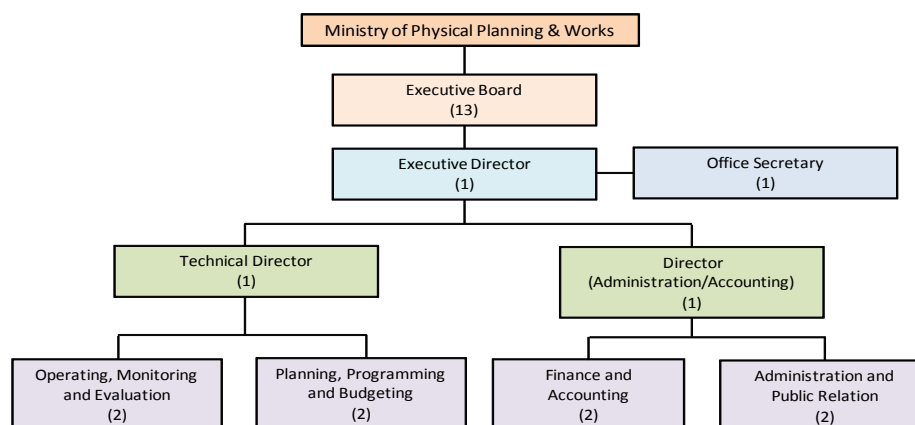 Ministry of Physical Planning & Works
Executive Board
(13)
Executive Director
(1)
Office Secretary
(1)
Technical Director
(1)
Director
(Administration/Accounting)
(1)
Operating, Monitoring
and Evaluation
(2)
Planning, Programming
and Budgeting
(2)
Finance and
Accounting
(2)
Administration and
Public Relation
(2)